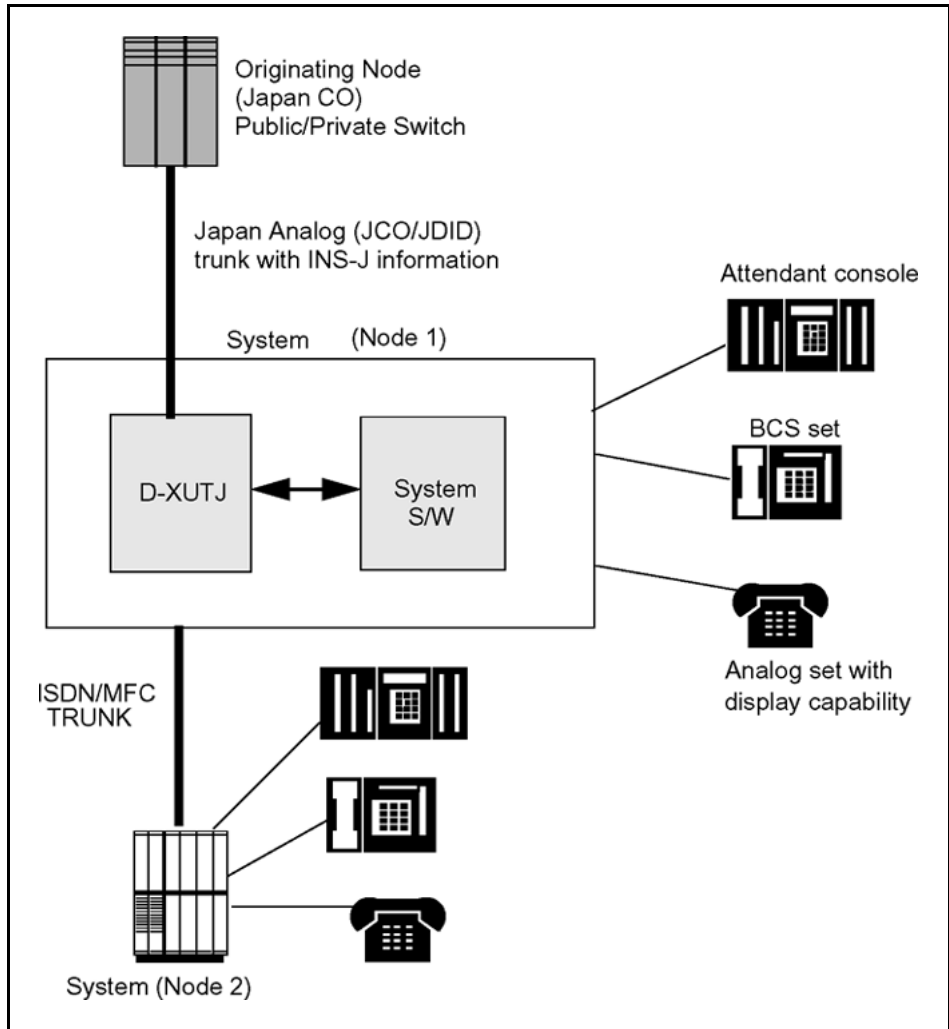 Originating Node
(Japan CO)
Public/Private Switch
Japan Analog (JCO/JDID)
trunk with INS-J information
Attendant console
System (Node 1)
BCS set
D-XUTJ
System
S/W
Analog set with
display capability
ISDN/MFC
TRUNK
System (Node 2)